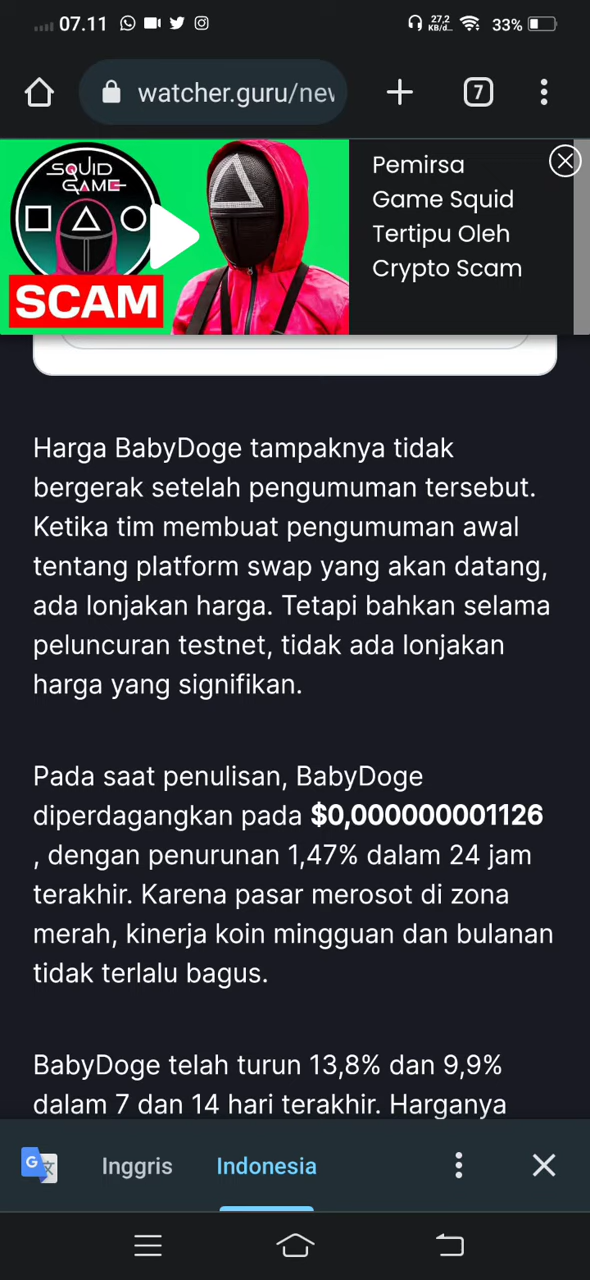 07.11
27,2
KB/d
33%
watcher.guru/nev
7
SQUID
GAME
SCAM
Pemirsa
Game Squid
Tertipu Oleh
Crypto Scam
Harga BabyDoge tampaknya tidak
bergerak setelah pengumuman tersebut.
Ketika tim membuat pengumuman awal
tentang platform swap yang akan datang,
ada lonjakan harga. Tetapi bahkan selama
peluncuran testnet, tidak ada lonjakan
harga yang signifikan.
Pada saat penulisan, BabyDoge
diperdagangkan pada $0,000000001126
, dengan penurunan 1,47% dalam 24 jam
terakhir. Karena pasar merosot di zona
merah, kinerja koin mingguan dan bulanan
tidak terlalu bagus.
BabyDoge telah turun 13,8% dan 9,9%
dalam 7 dan 14 hari terakhir. Harganya
G 文
Inggris
Indonesia